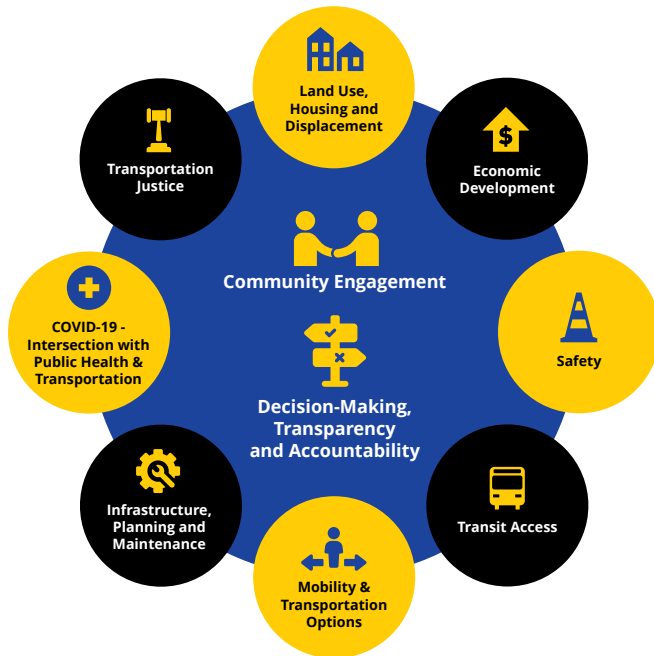 Land Use,
Housing and
Displacement
Transportation
Justice
$
Economic
Development
Community Engagement
COVID-19 -
Intersection with
Public Health &
Transportation
Safety
Decision-Making,
Transparency
and Accountability
Infrastructure,
Planning and
Maintenance
Transit Access
Mobility &
Transportation
Options